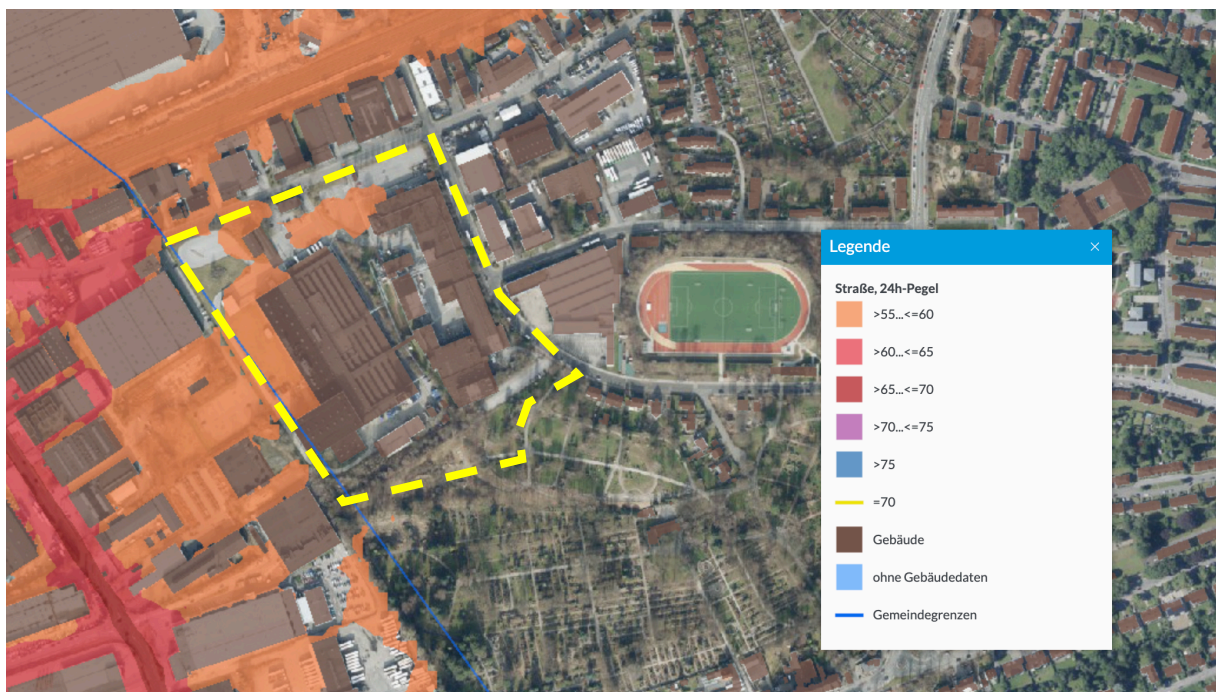 Legende
Straße, 24h-Pegel
>55...<=60
>60...<=65
>65...<=70
>70...<=75
>75
=70
Gebäude
ohne Gebäudedaten
Gemeindegrenzen